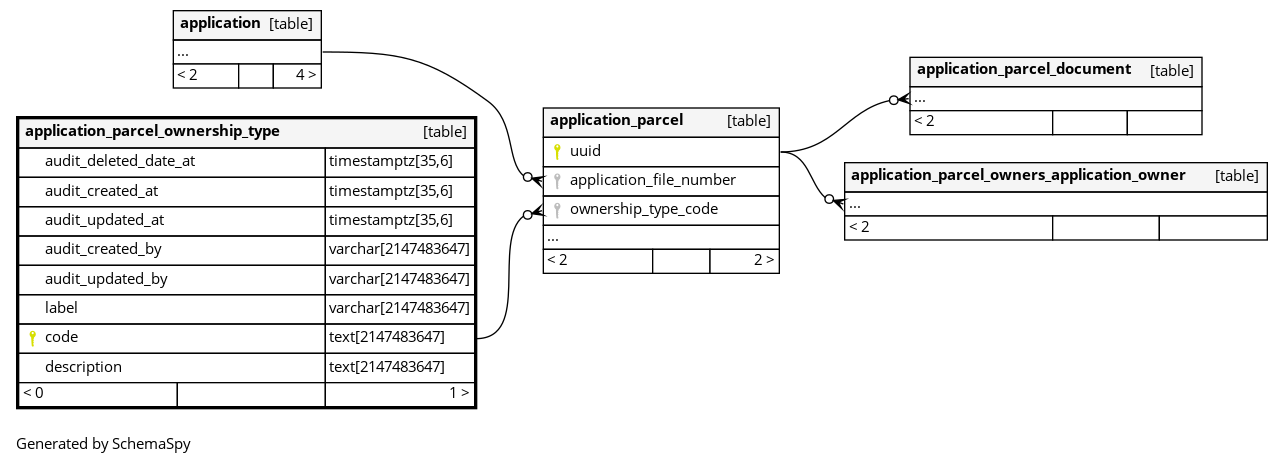 application [table]
...
< 2 4 >
application_parcel_ownership_type [table]
audit_deleted_date_at timestamptz[35,6]
audit_created_at timestamptz[35,6]
audit_updated_at timestamptz[35,6]
audit_created_by varchar[2147483647]
audit_updated_by varchar[2147483647]
label varchar[2147483647]
code text[2147483647]
description text[2147483647]
< 0 1 >
application_parcel [table]
uuid
application_file_number
ownership_type_code
...
< 2 2 >
application_parcel_document [table]
...
< 2
application_parcel_owners_application_owner [table]
...
< 2
Generated by SchemaSpy